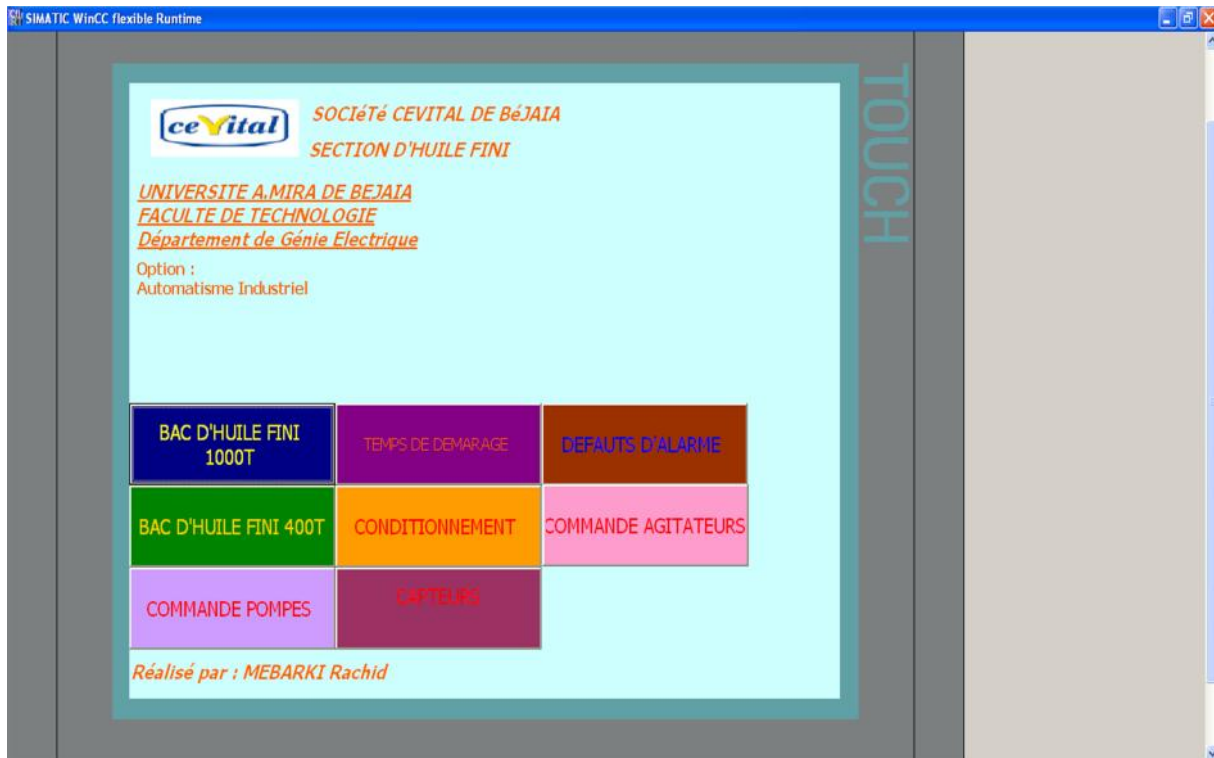 SIMATIC WinCC flexible Runtime
TOUCH
ceVital
SOCIéTé CEVITAL DE BéJAIA
SECTION D'HUILE FINI
UNIVERSITE A.MIRA DE BEJAIA
FACULTE DE TECHNOLOGIE
Département de Génie Electrique
Option :
Automatisme Industriel
BAC D'HUILE FINI
1000T
TEMPS DE DEMARAGE
DEFAUTS D'ALARME
BAC D'HUILE FINI 400T
CONDITIONNEMENT
COMMANDE AGITATEURS
COMMANDE POMPES
CAPTEURS
Réalisé par : MEBARKI Rachid